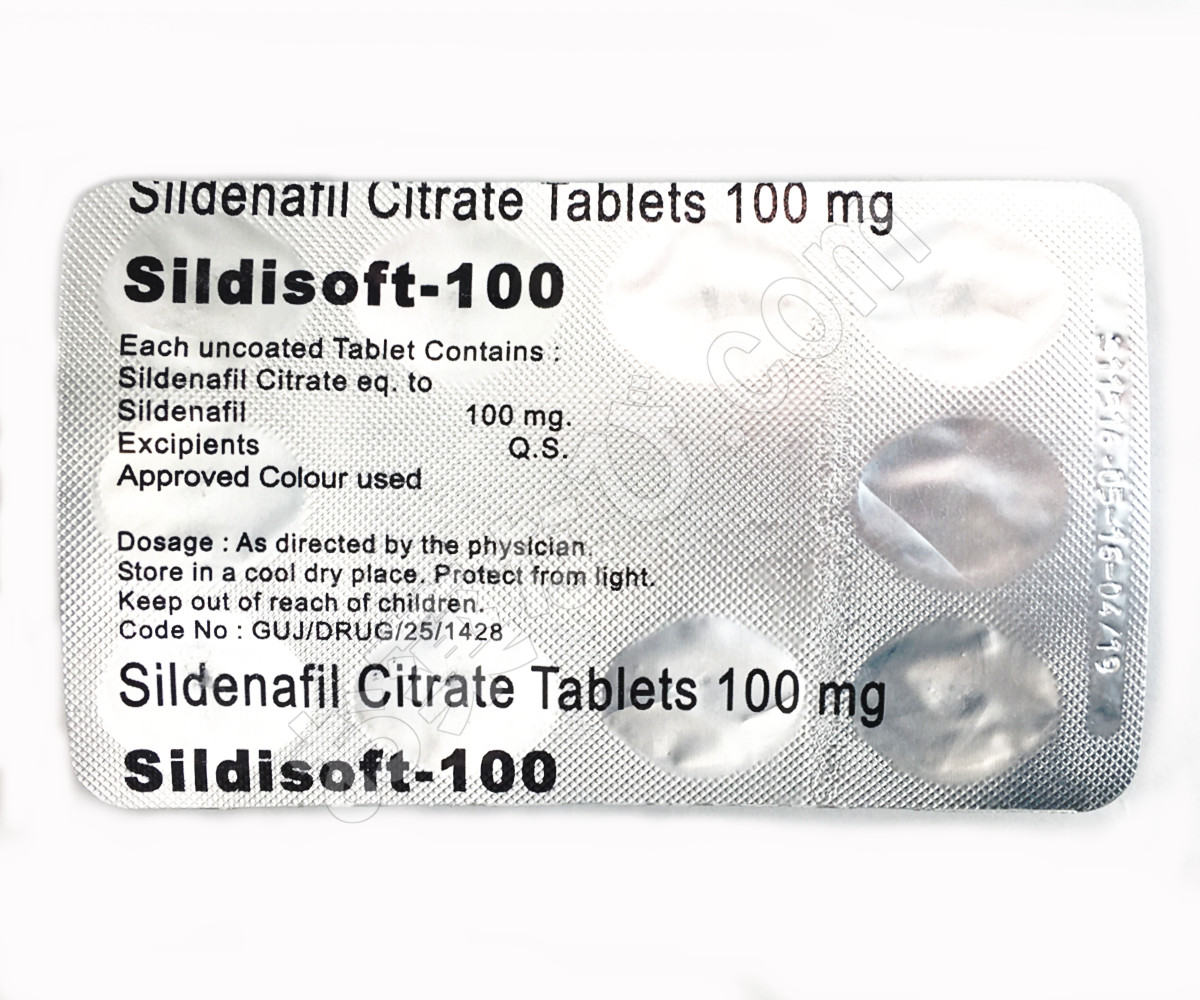 Sildenafil Citrate Tablets 100 mg
Sildisoft-100
Each uncoated Tablet Contains :
Sildenafil Citrate eq. to
Sildenafil 100 mg.
Excipients Q.S.
Approved Colour used
Dosage : As directed by the physician.
Store in a cool dry place. Protect from light.
Keep out of reach of children.
Code No : GUJ/DRUG/25/1428
Sildenafil Citrate Tablets 100 mg
Sildisoft-100